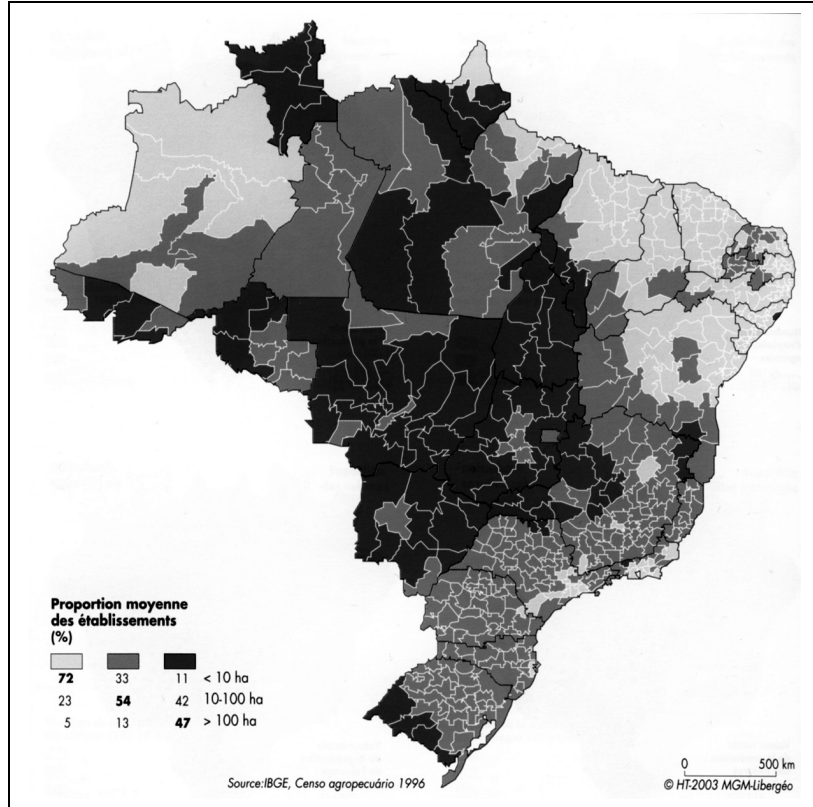 Proportion moyenne
des établissements
(%)
72 33 11 < 10 ha
23 54 42 10-100 ha
5 13 47 > 100 ha
0 500 km
Source:IBGE, Censo agropecuário 1996
© HT-2003 MGM-Libergéo